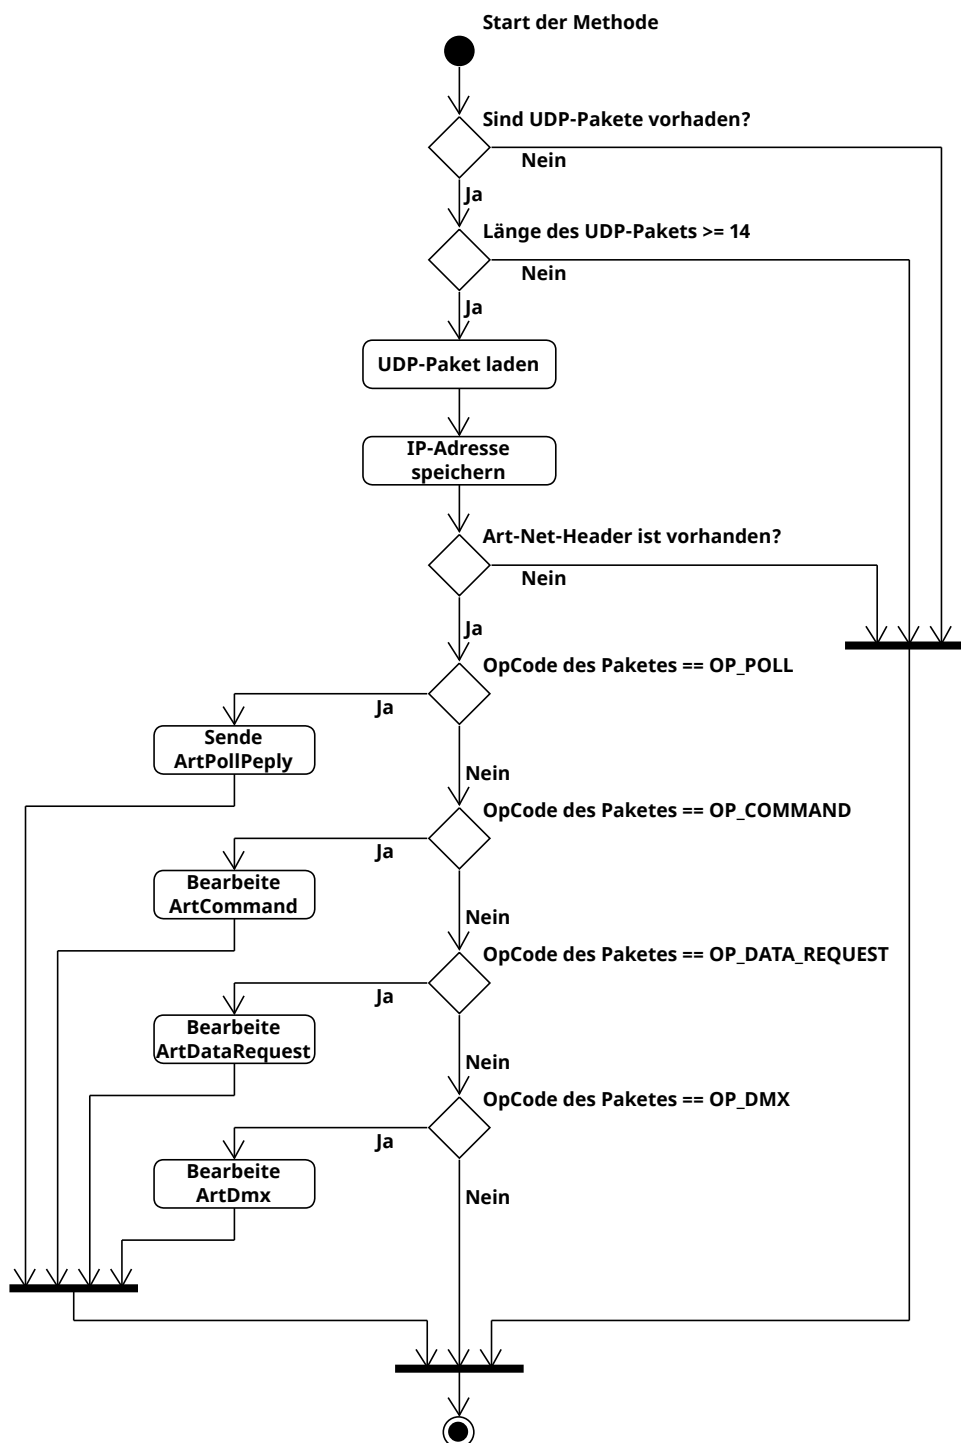 Start der Methode
Sind UDP-Pakete vorhaden?
Nein
Ja
Länge des UDP-Pakets >= 14
Nein
Ja
UDP-Paket laden
IP-Adresse
speichern
Art-Net-Header ist vorhanden?
Nein
Ja
OpCode des Paketes == OP_POLL
Ja
Sende
ArtPollPeply
Nein
OpCode des Paketes == OP_COMMAND
Ja
Bearbeite
ArtCommand
Nein
OpCode des Paketes == OP_DATA_REQUEST
Ja
Bearbeite
ArtDataRequest
Nein
OpCode des Paketes == OP_DMX
Ja
Bearbeite
ArtDmx
Nein